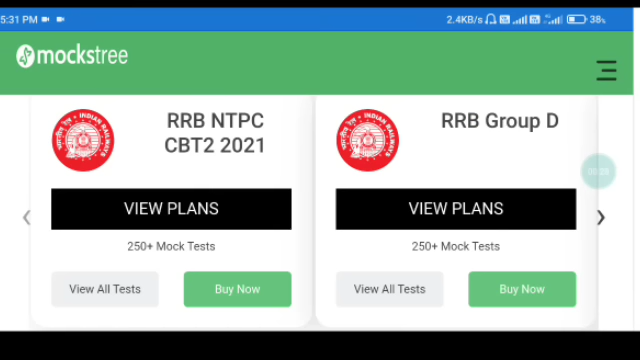 5:31 PM
2.4KB/s 38%
mockstree
RRB NTPC
CBT2 2021
VIEW PLANS
250+ Mock Tests
View All Tests
Buy Now
RRB Group D
VIEW PLANS
250+ Mock Tests
View All Tests
Buy Now